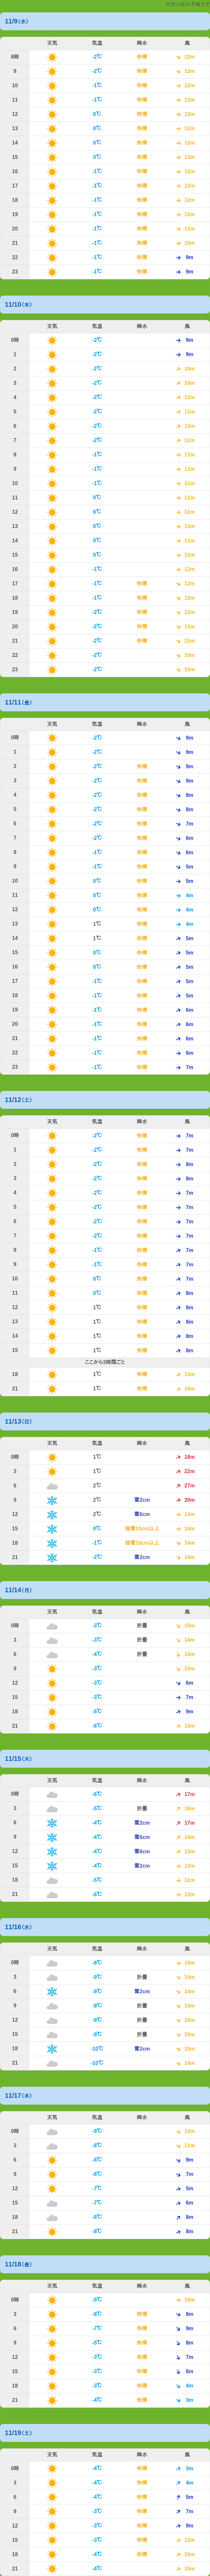 11/9(水)
天気 気温 降水 風
8時 -2℃ 快晴 12m
9 -2℃ 快晴 12m
10 -1℃ 快晴 12m
11 -1℃ 快晴 12m
12 0℃ 快晴 12m
13 0℃ 快晴 12m
14 0℃ 快晴 12m
15 0℃ 快晴 13m
16 -1℃ 快晴 12m
17 -1℃ 快晴 12m
18 -1℃ 快晴 12m
19 -1℃ 快晴 11m
20 -1℃ 快晴 11m
21 -1℃ 快晴 10m
22 -1℃ 快晴 9m
23 -1℃ 快晴 9m
11/10(木)
天気 気温 降水 風
0時 -2℃ 9m
1 -2℃ 9m
2 -2℃ 10m
3 -2℃ 10m
4 -2℃ 11m
5 -2℃ 11m
6 -2℃ 12m
7 -2℃ 12m
8 -1℃ 11m
9 -1℃ 11m
10 -1℃ 11m
11 0℃ 11m
12 0℃ 11m
13 0℃ 11m
14 0℃ 11m
15 0℃ 11m
16 -1℃ 12m
17 -1℃ 快晴 12m
18 -1℃ 快晴 12m
19 -2℃ 快晴 12m
20 -2℃ 快晴 11m
21 -2℃ 快晴 11m
22 -2℃ 10m
23 -2℃ 10m
11/11(金)
天気 気温 降水 風
0時 -2℃ 9m
1 -2℃ 9m
2 -2℃ 快晴 9m
3 -2℃ 快晴 9m
4 -2℃ 快晴 8m
5 -2℃ 快晴 8m
6 -2℃ 快晴 7m
7 -2℃ 快晴 6m
8 -1℃ 快晴 6m
9 -1℃ 快晴 5m
10 0℃ 快晴 5m
11 0℃ 快晴 4m
12 0℃ 快晴 4m
13 1℃ 快晴 4m
14 1℃ 快晴 5m
15 0℃ 快晴 5m
16 0℃ 快晴 5m
17 -1℃ 快晴 5m
18 -1℃ 快晴 5m
19 -1℃ 快晴 6m
20 -1℃ 快晴 6m
21 -1℃ 快晴 6m
22 -1℃ 快晴 6m
23 -1℃ 快晴 7m
11/12(土)
天気 気温 降水 風
0時 -2℃ 快晴 7m
1 -2℃ 快晴 7m
2 -2℃ 快晴 8m
3 -2℃ 快晴 8m
4 -2℃ 快晴 7m
5 -2℃ 快晴 7m
6 -2℃ 快晴 7m
7 -2℃ 快晴 7m
8 -1℃ 快晴 7m
9 -1℃ 快晴 7m
10 0℃ 快晴 7m
11 0℃ 快晴 8m
12 1℃ 快晴 8m
13 1℃ 快晴 8m
14 1℃ 快晴 8m
15 1℃ 快晴 8m
ここから3時間ごと
18 1℃ 快晴 11m
21 1℃ 快晴 14m
11/13(日)
天気 気温 降水 風
0時 1℃ 18m
3 1℃ 22m
6 2℃ 27m
9 2℃ 雪2cm 20m
12 2℃ 雪6cm 14m
15 0℃ 強雪10cm以上 14m
18 -1℃ 強雪10cm以上 14m
21 -2℃ 雪2cm 14m
11/14(月)
天気 気温 降水 風
0時 -3℃ 折曇 15m
3 -3℃ 折曇 14m
6 -4℃ 折曇 14m
9 -3℃ 10m
12 -3℃ 6m
15 -3℃ 7m
18 -5℃ 9m
21 -6℃ 13m
11/15(火)
天気 気温 降水 風
0時 -6℃ 17m
3 -5℃ 折曇 16m
6 -4℃ 雪2cm 17m
9 -4℃ 雪6cm 14m
12 -4℃ 雪6cm 13m
15 -4℃ 雪2cm 12m
18 -5℃ 11m
21 -6℃ 12m
11/16(水)
天気 気温 降水 風
0時 -8℃ 14m
3 -9℃ 折曇 14m
6 -9℃ 雪2cm 14m
9 -9℃ 折曇 14m
12 -9℃ 折曇 15m
15 -9℃ 折曇 15m
18 -10℃ 雪2cm 15m
21 -10℃ 14m
11/17(木)
天気 気温 降水 風
0時 -9℃ 14m
3 -8℃ 11m
6 -8℃ 9m
9 -8℃ 7m
12 -7℃ 5m
15 -7℃ 6m
18 -8℃ 8m
21 -8℃ 8m
11/18(金)
天気 気温 降水 風
0時 -9℃ 10m
3 -8℃ 快晴 8m
6 -7℃ 快晴 9m
9 -5℃ 快晴 8m
12 -3℃ 快晴 7m
15 -3℃ 快晴 6m
18 -3℃ 快晴 4m
21 -4℃ 快晴 3m
11/19(土)
天気 気温 降水 風
0時 -4℃ 快晴 3m
3 -4℃ 快晴 4m
6 -4℃ 快晴 5m
9 -3℃ 快晴 7m
12 -3℃ 快晴 9m
15 -3℃ 快晴 12m
18 -4℃ 快晴 15m
21 -4℃ 15m